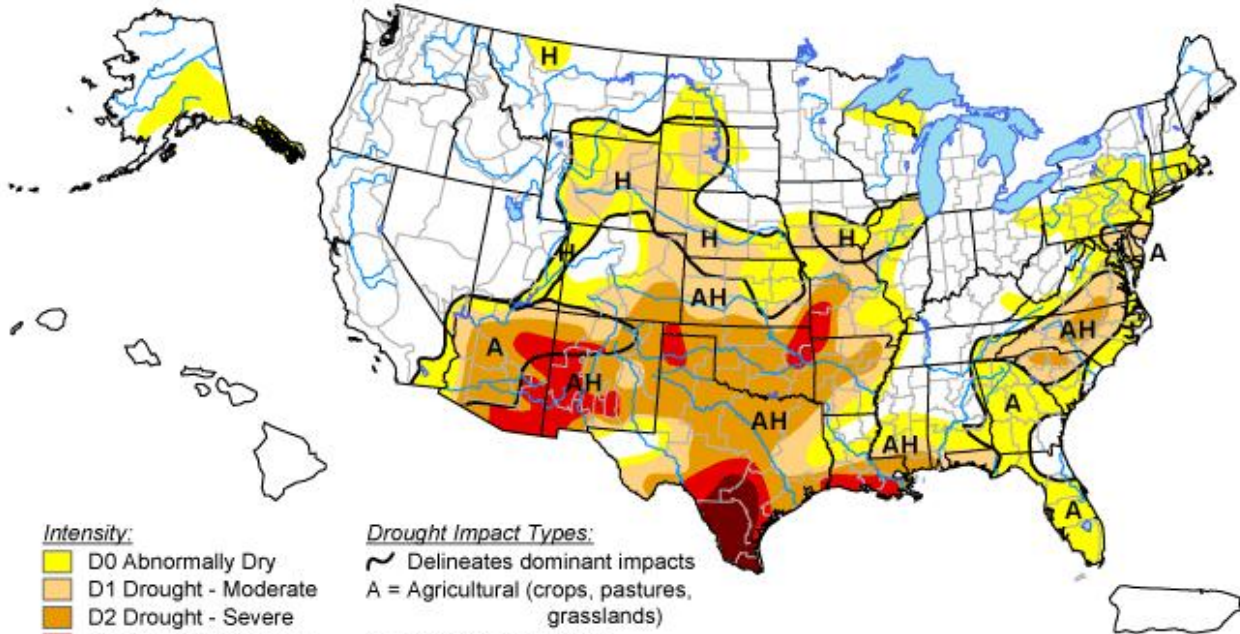 H
H
H
H
A
H
AH
AH
A
AH
A
AH
AH
A
Intensity:
D0 Abnormally Dry
D1 Drought - Moderate
D2 Drought - Severe
Drought Impact Types:
Delineates dominant impacts
A = Agricultural (crops, pastures,
grasslands)